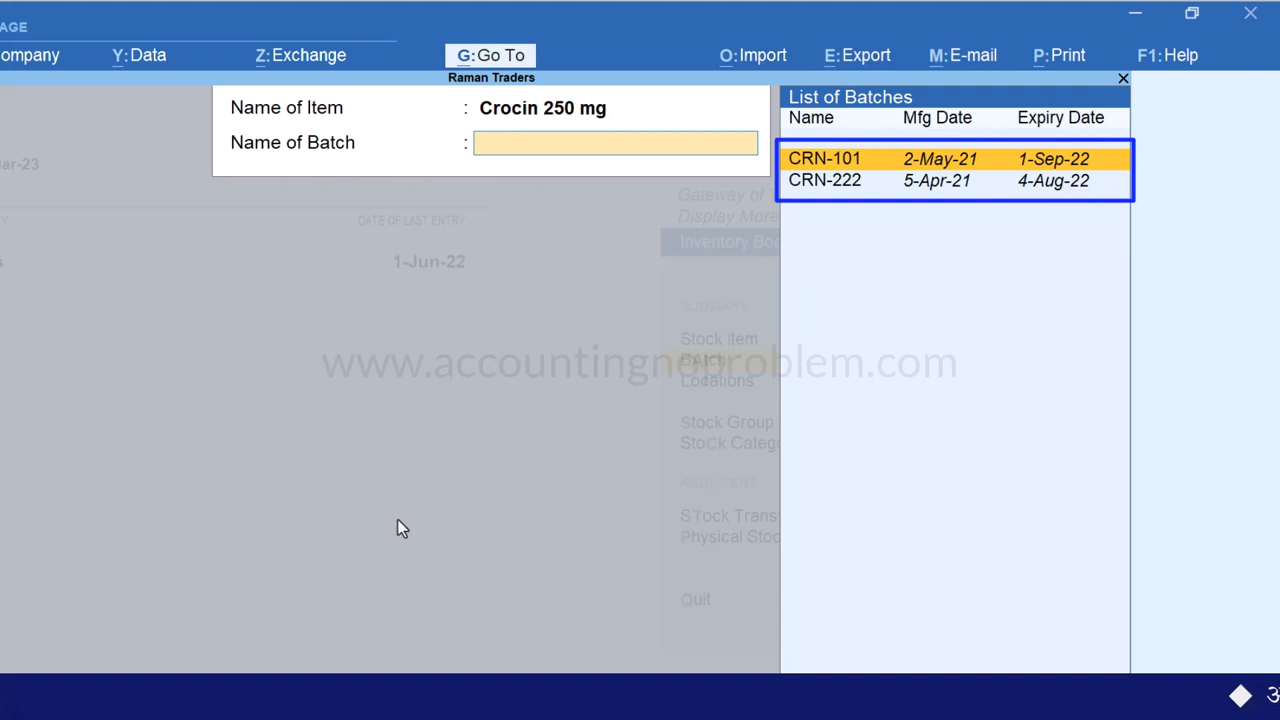 AGE
ompany Y:Data Z:Exchange G:Go To O:Import E:Export M:E-mail P:Print F1:Help
Raman Traders
Name of Item : Crocin 250 mg
Name of Batch :
List of Batches
Name Mfg Date Expiry Date
CRN-101 2-May-21 1-Sep-22
CRN-222 5-Apr-21 4-Aug-22
ar-23
DATE OF LAST ENTRY
1-Jun-22
Gateway of
Display More
Inventory Boo
SUMMARY
Stock Item
BAtch
Locations
Stock Group
StoCk Catego
REGISTERS
STock Trans
Physical Stoc
Quit
www.accountingnoproblem.com